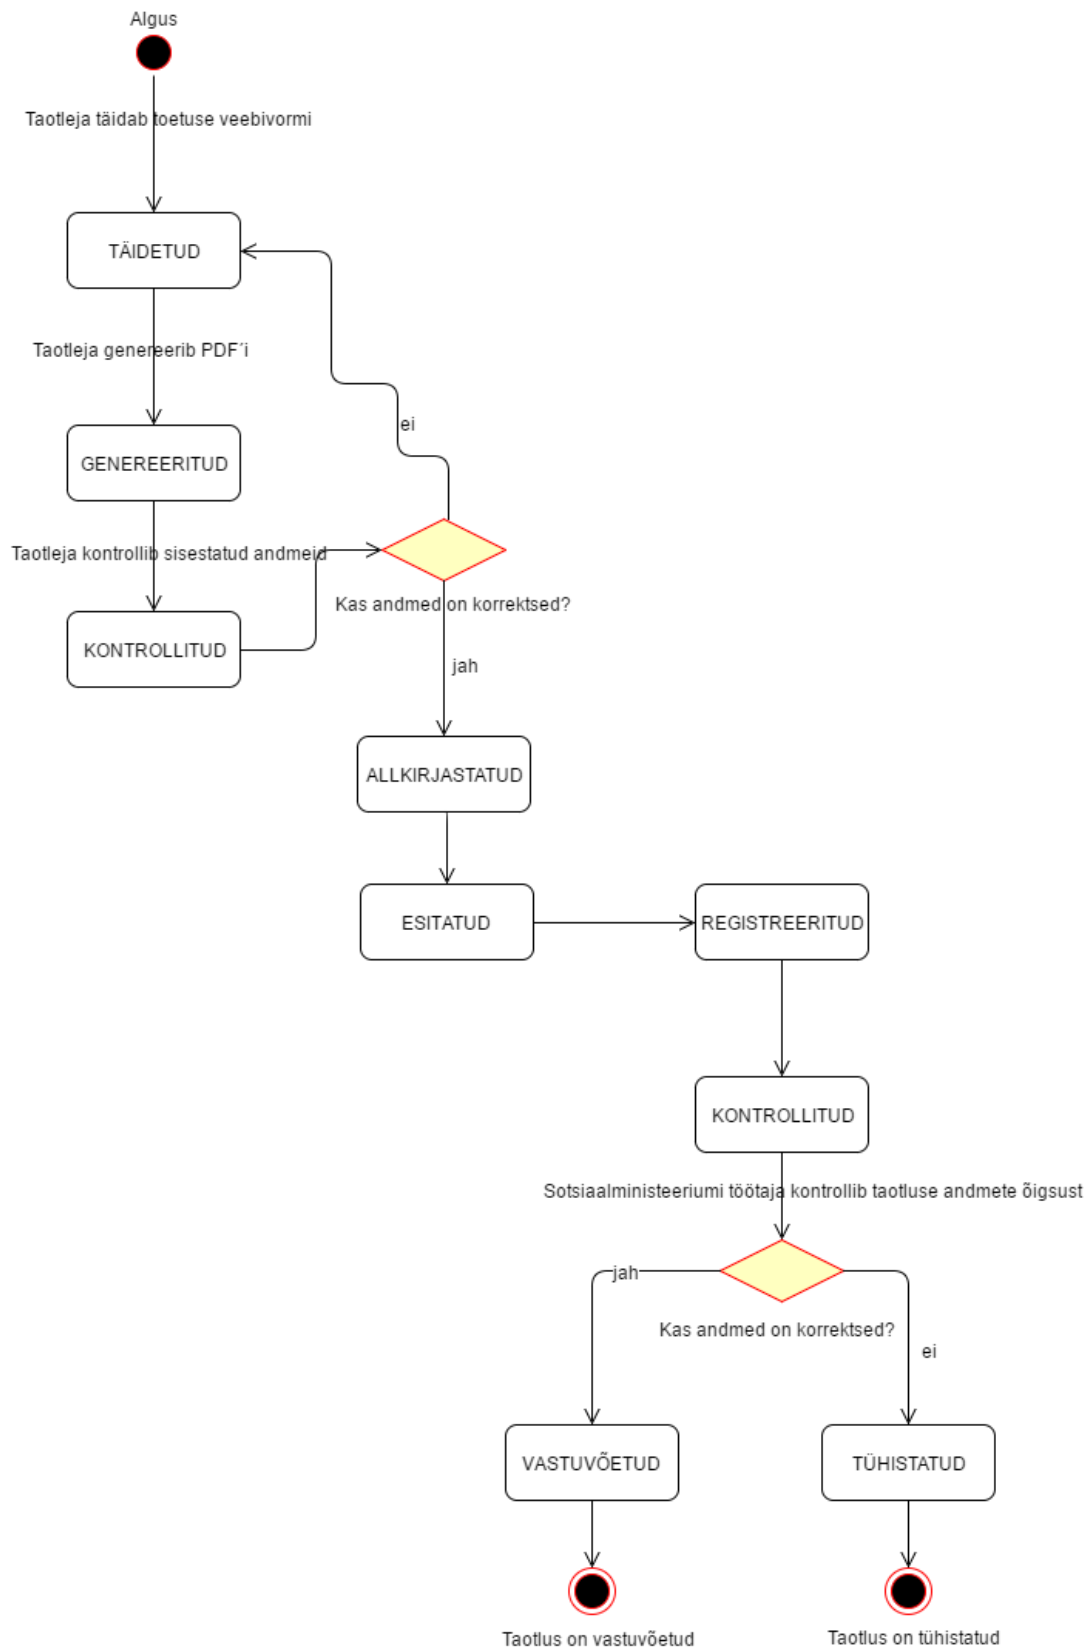 Algus
Taotleja täidab toetuse veebivormi
TÄIDETUD
Taotleja genereerib PDF´i
ei
GENEREERITUD
Taotleja kontrollib sisestatud andmeid
Kas andmed on korrektsed?
KONTROLLITUD
jah
ALLKIRJASTATUD
ESITATUD
REGISTREERITUD
KONTROLLITUD
Sotsiaalministeeriumi töötaja kontrollib taotluse andmete õigsust
jah
Kas andmed on korrektsed?
ei
VASTUVÕETUD
TÜHISTATUD
Taotlus on vastuvõetud
Taotlus on tühistatud